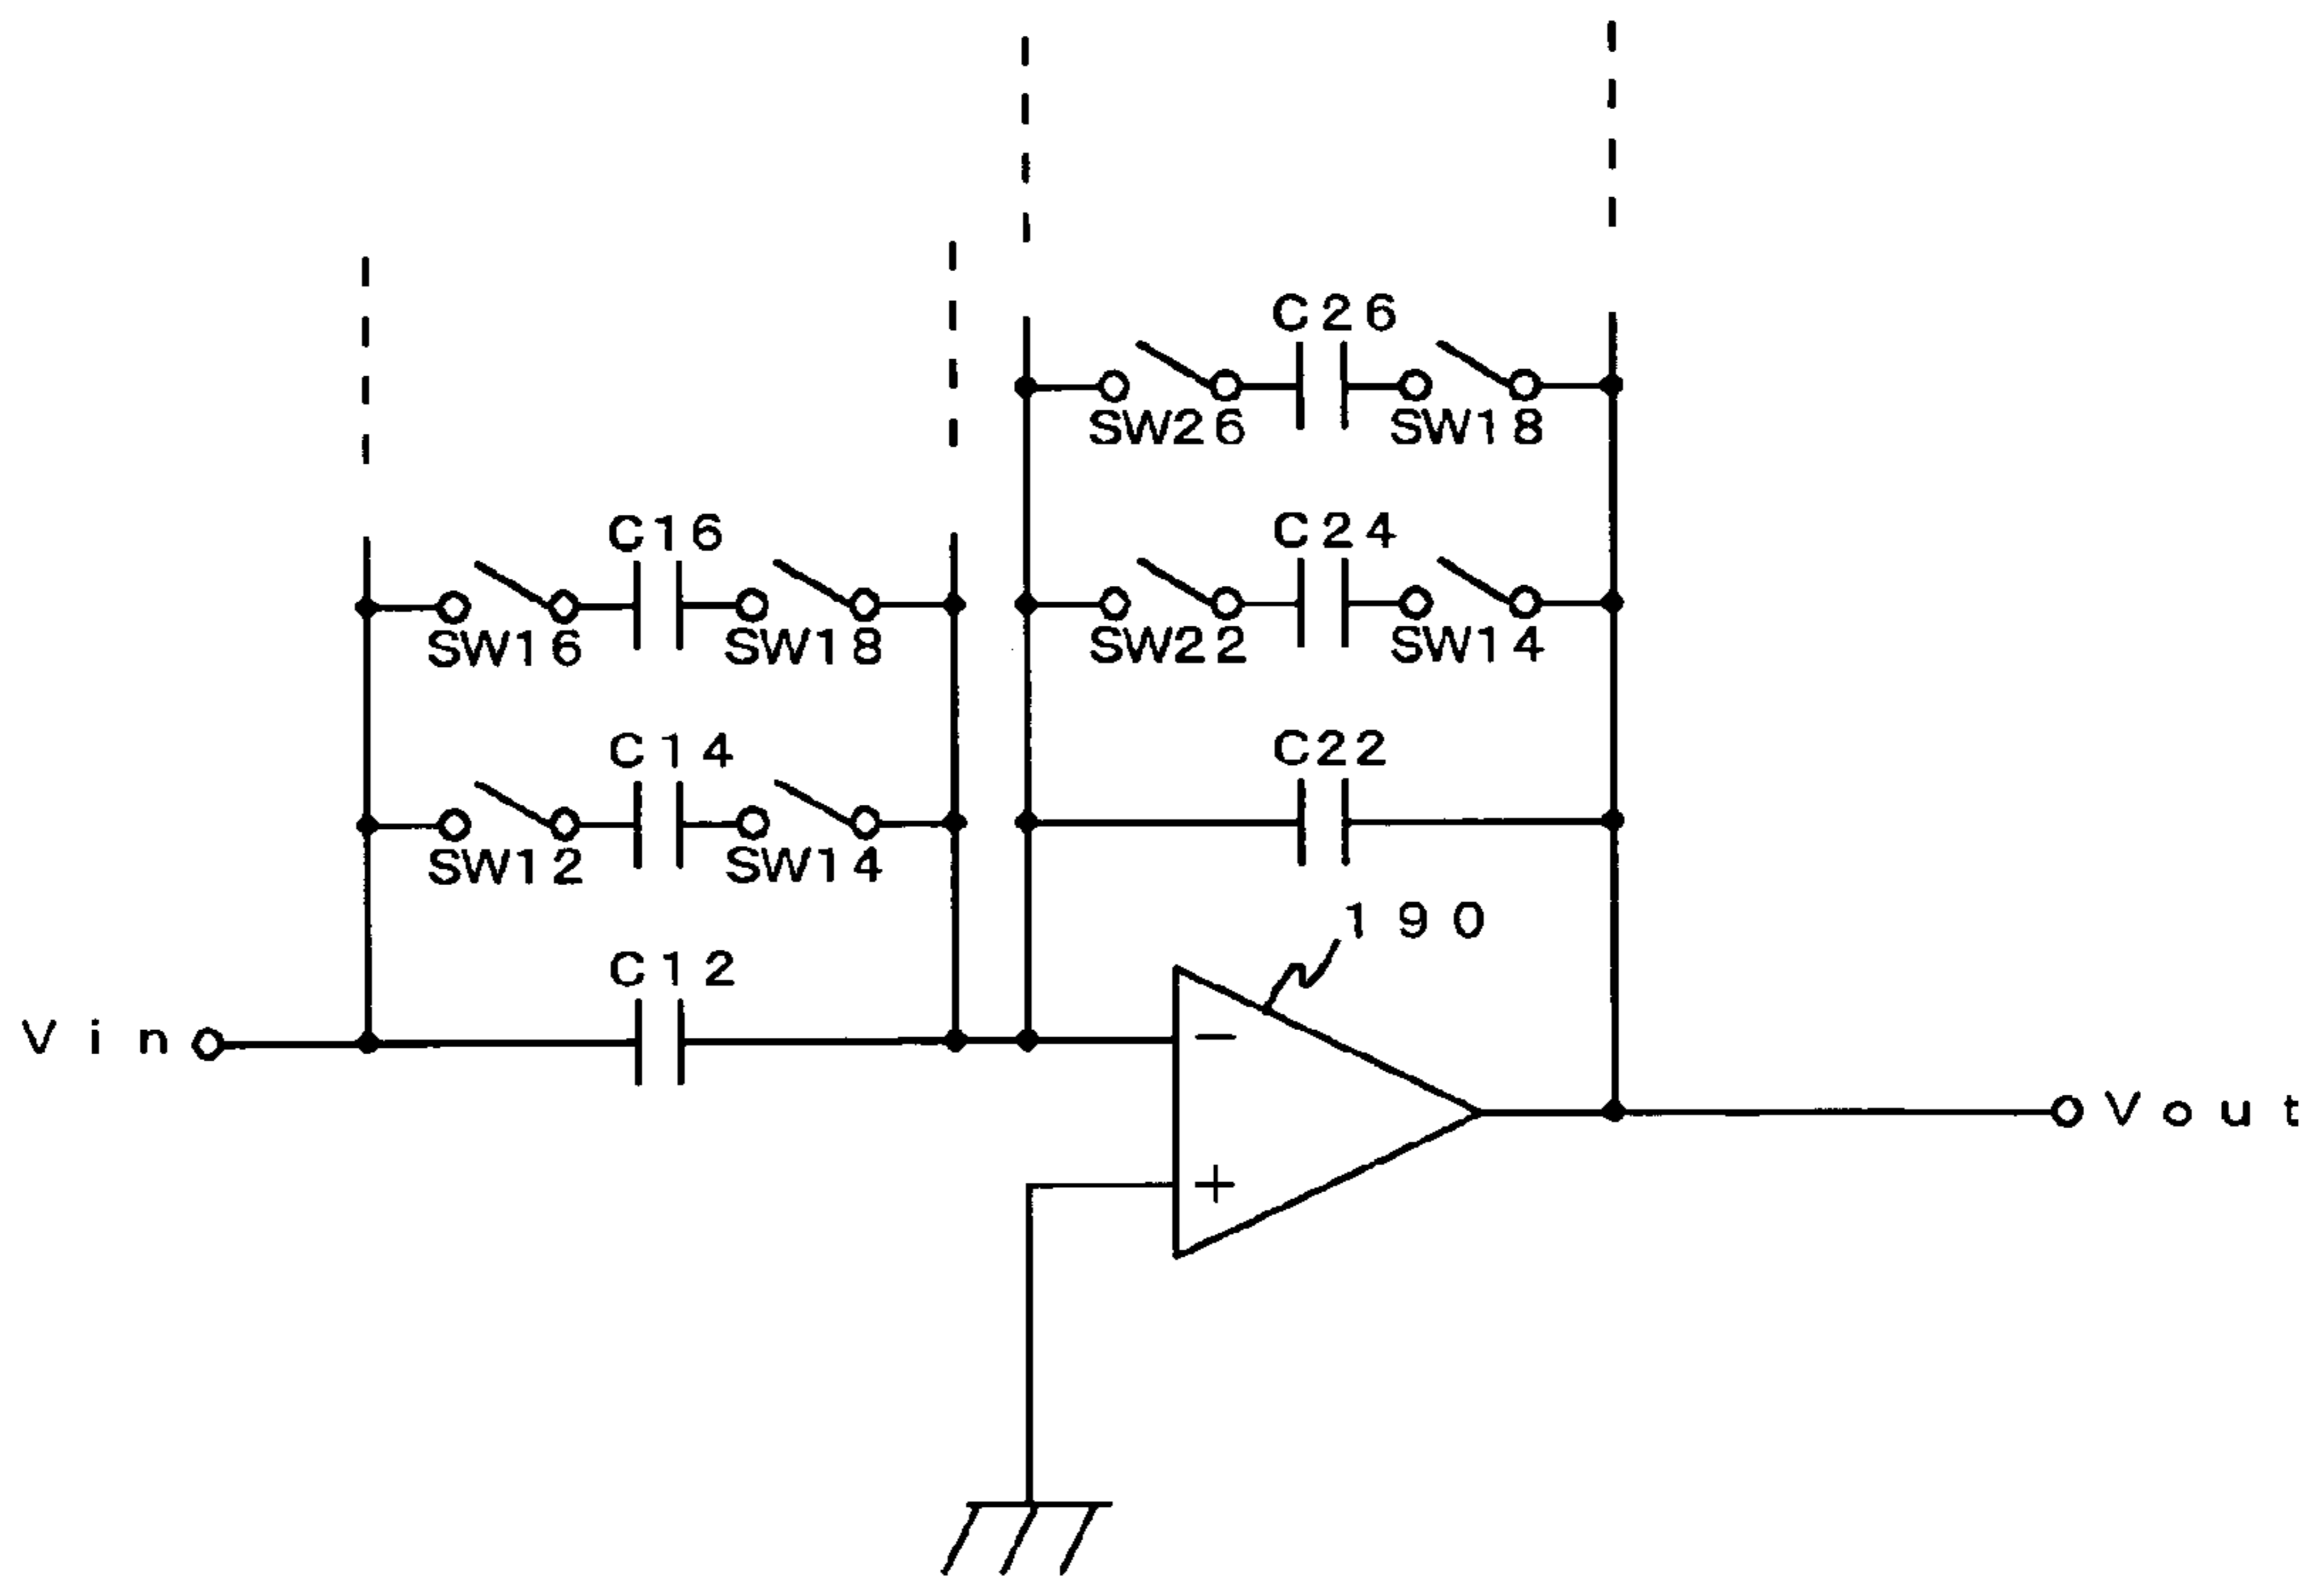 C26
SW26 SW18
C16 C24
SW16 SW18 SW22 SW14
C14 C22
SW12 SW14
190
C12
Vin
−
Vout
+